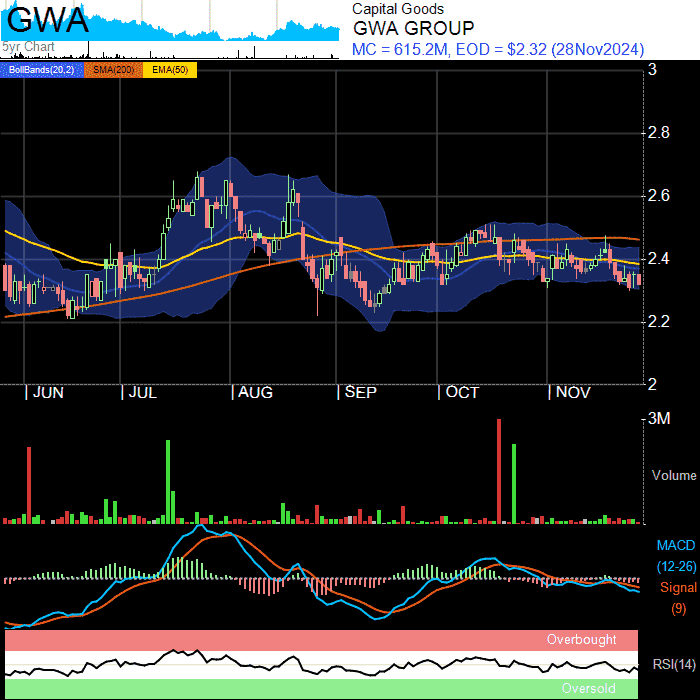 GWA
5yr Chart
Capital Goods
GWA GROUP
MC = 615.2M, EOD = $2.32 (28Nov2024)
BollBands(20,2) SMA(200) EMA(50)
3
2.8
2.6
2.4
2.2
2
JUN JUL AUG SEP OCT NOV
3M
Volume
MACD
(12-26)
Signal
(9)
Overbought
RSI(14)
Oversold